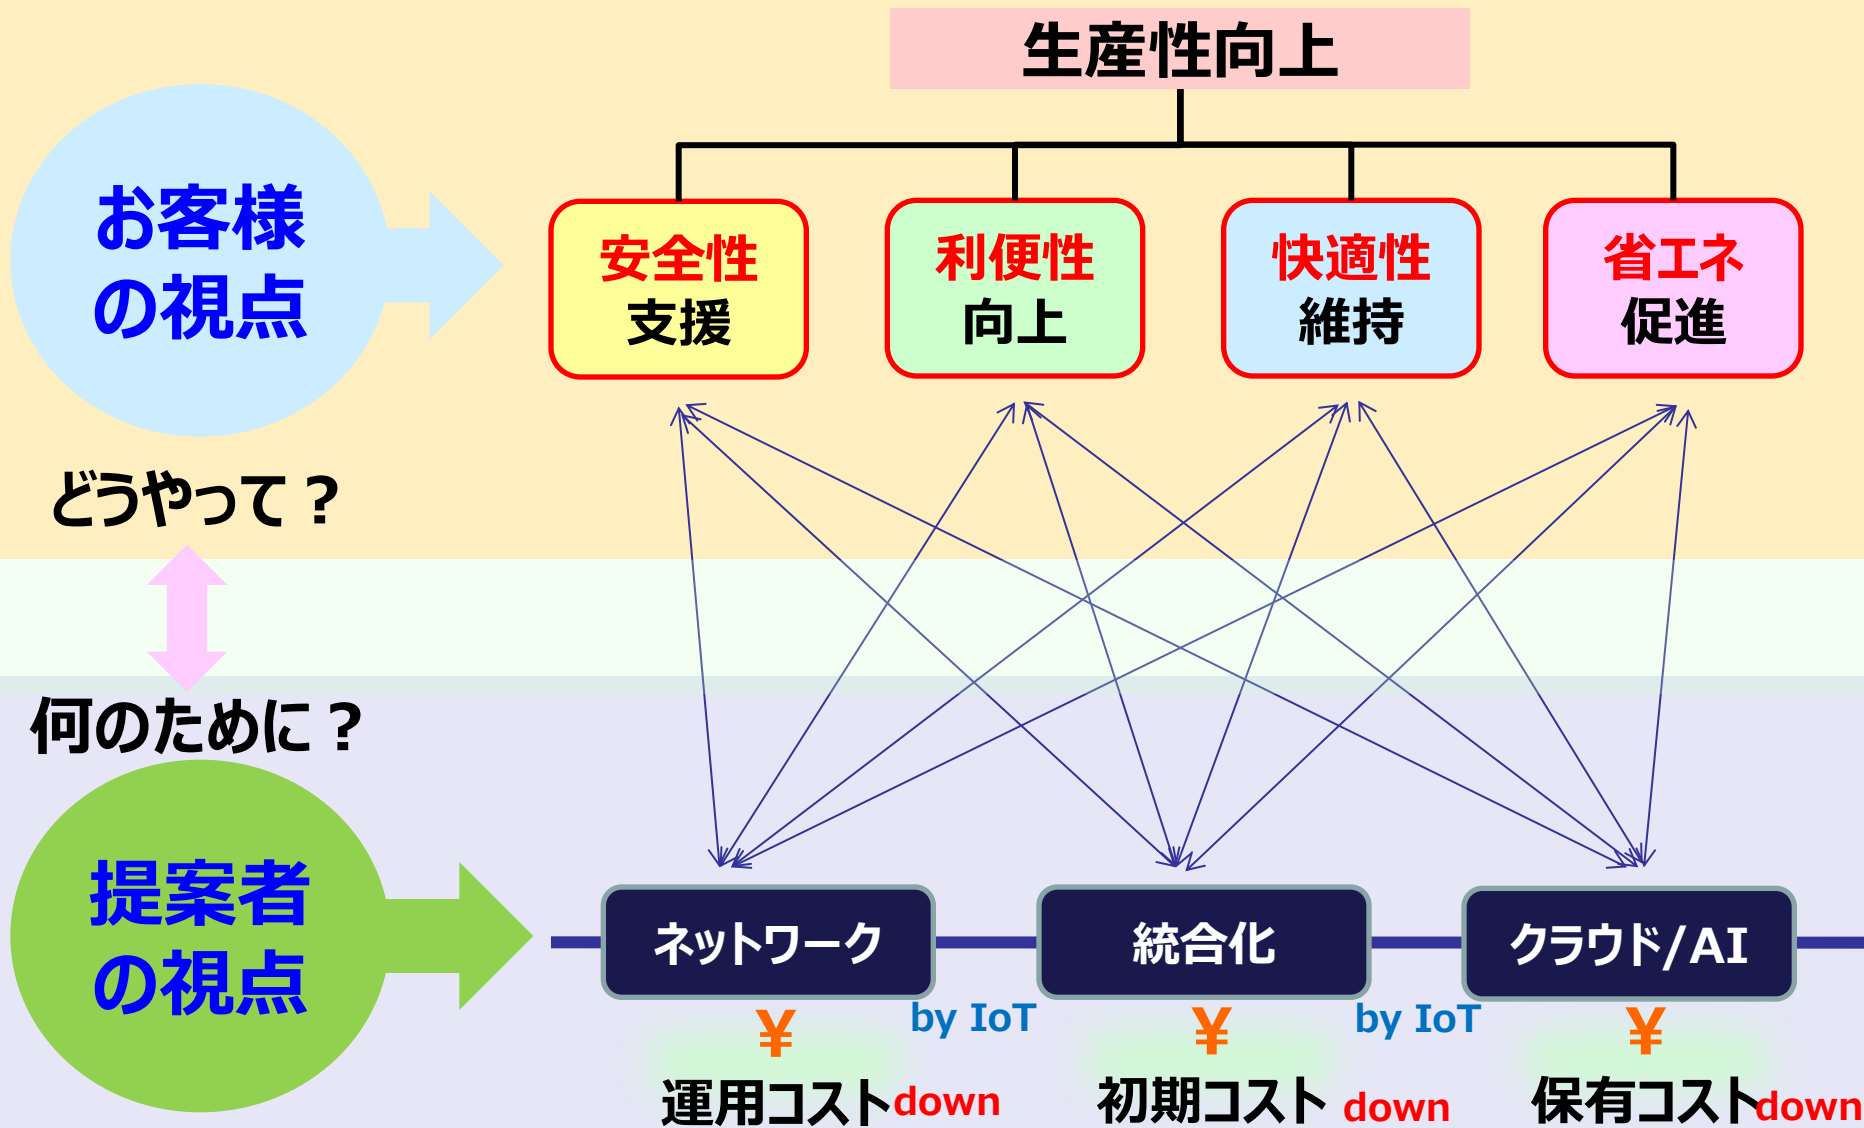 生産性向上
お客様
の視点
安全性
支援
利便性
向上
快適性
維持
省エネ
促進
どうやって？
何のために？
提案者
の視点
ネットワーク
統合化
クラウド/AI
by IoT
by IoT
¥
¥
¥
運用コストdown
初期コスト down
保有コストdown